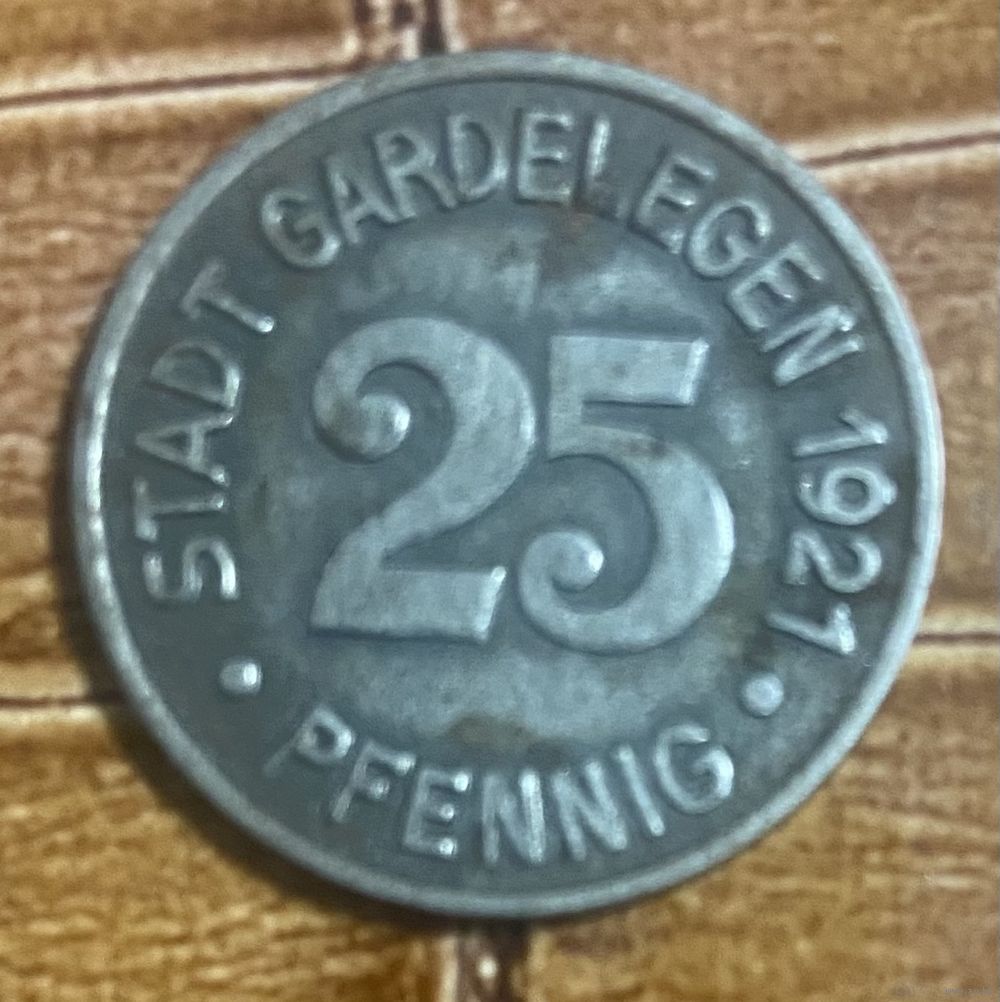 STADT GARDELEGEN 1921
25
• PFENNIG •